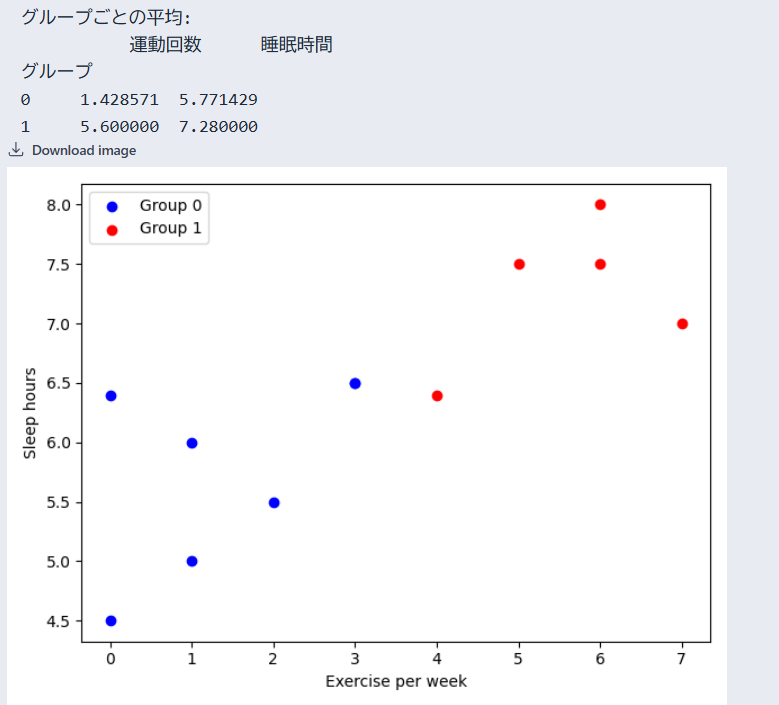 グループごとの平均:
運動回数 睡眠時間
グループ
0 1.428571 5.771429
1 5.600000 7.280000
Download image
Group 0
Group 1
8.0
7.5
7.0
6.5
6.0
5.5
5.0
4.5
Sleep hours
0 1 2 3 4 5 6 7
Exercise per week